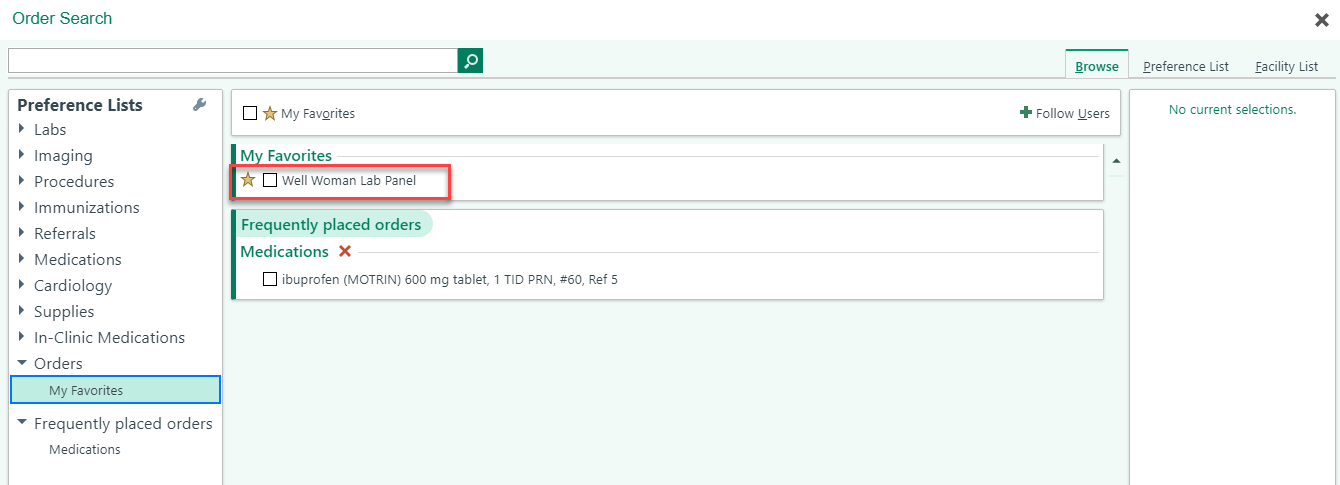 Order Search
Browse
Preference List
Facility List
Preference Lists
Labs
Imaging
Procedures
Immunizations
Referrals
Medications
Cardiology
Supplies
In-Clinic Medications
Orders
My Favorites
Frequently placed orders
Medications
My Favorites
Follow Users
My Favorites
Well Woman Lab Panel
Frequently placed orders
Medications
ibuprofen (MOTRIN) 600 mg tablet, 1 TID PRN, #60, Ref 5
No current selections.